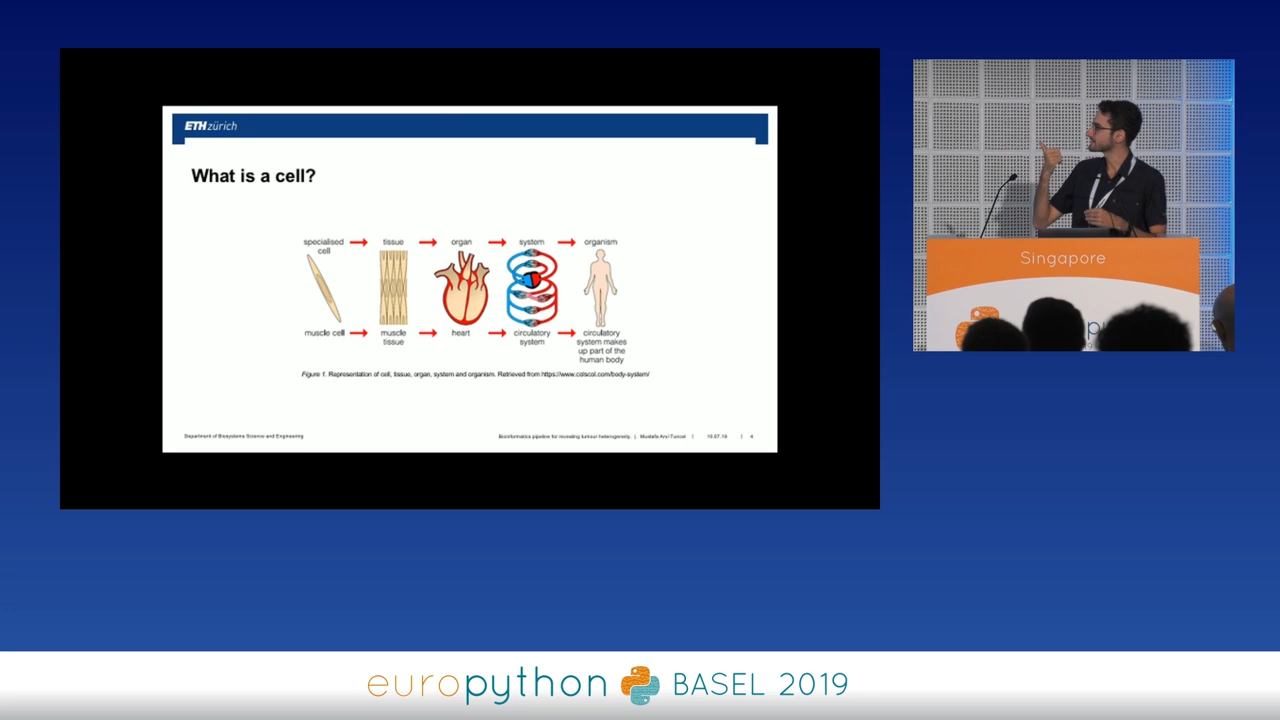 ETH zürich
What is a cell?
specialised cell
tissue
organ
system
organism
muscle cell
muscle tissue
heart
circulatory system
circulatory system makes up part of the human body
Figure 1. Representation of cell, tissue, organ, system and organism. Retrieved from https://www.colscol.com/body-system/
Department of Biosystems Science and Engineering
Bioinformatics pipeline for revealing tumour heterogeneity. | Mustafa Anıl Tuncel | 10.07.19 | 4
Singapore
europython BASEL 2019